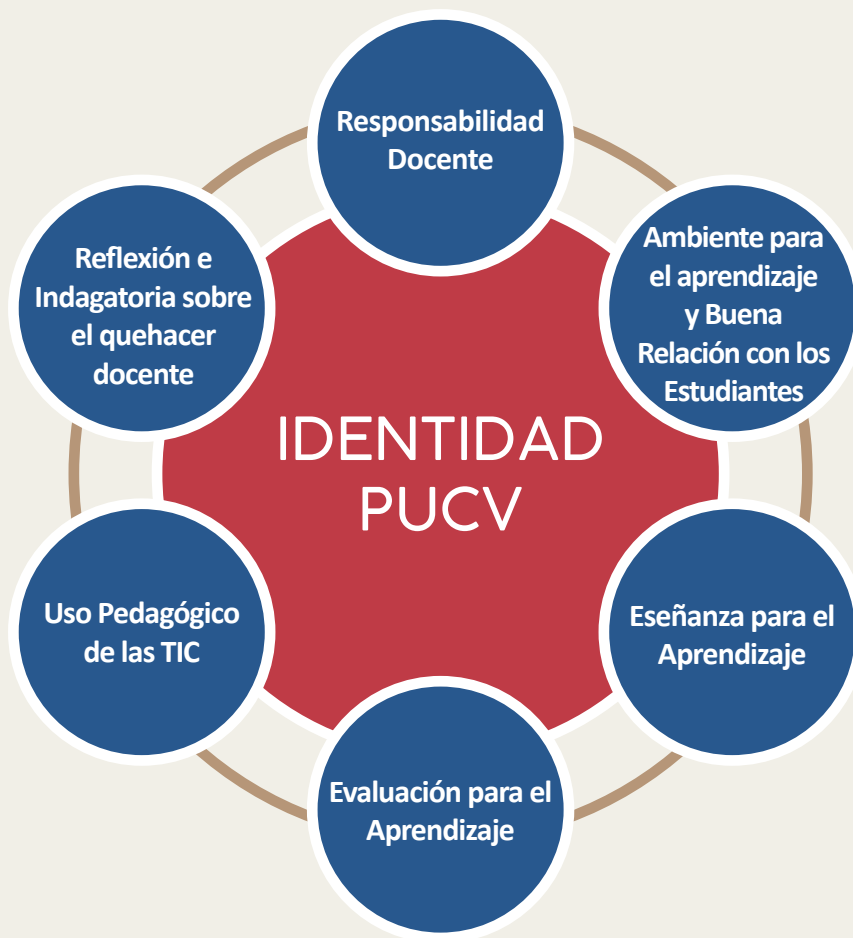 Responsabilidad
Docente
Ambiente para
el aprendizaje
y Buena
Relación con los
Estudiantes
Eseñanza para el
Aprendizaje
Evaluación para el
Aprendizaje
Uso Pedagógico
de las TIC
Reflexión e
Indagatoria sobre
el quehacer
docente
IDENTIDAD
PUCV